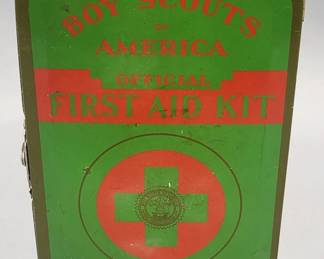 BOY SCOUTS
OF
AMERICA
OFFICIAL
FIRST AID KIT